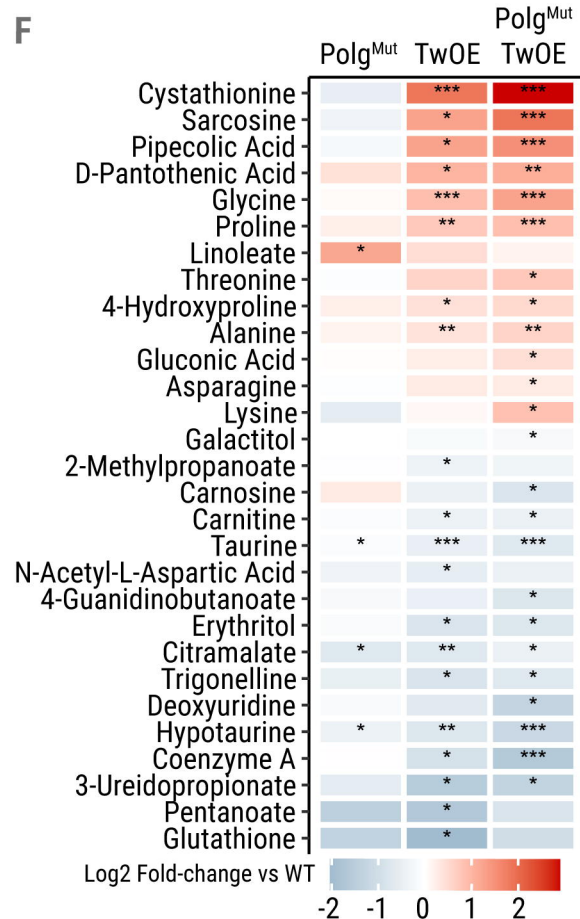 F
Polg^Mut TwOE Polg^Mut TwOE
Cystathionine *** ***
Sarcosine * ***
Pipecolic Acid * ***
D-Pantothenic Acid * **
Glycine *** ***
Proline ** ***
Linoleate *
Threonine *
4-Hydroxyproline * *
Alanine ** **
Gluconic Acid *
Asparagine *
Lysine *
Galactitol *
2-Methylpropanoate *
Carnosine *
Carnitine * *
Taurine * *** ***
N-Acetyl-L-Aspartic Acid *
4-Guanidinobutanoate *
Erythritol * *
Citramalate * ** *
Trigonelline * *
Deoxyuridine *
Hypotaurine * ** ***
Coenzyme A * ***
3-Ureidopropionate * *
Pentanoate *
Glutathione *
Log2 Fold-change vs WT
-2 -1 0 1 2